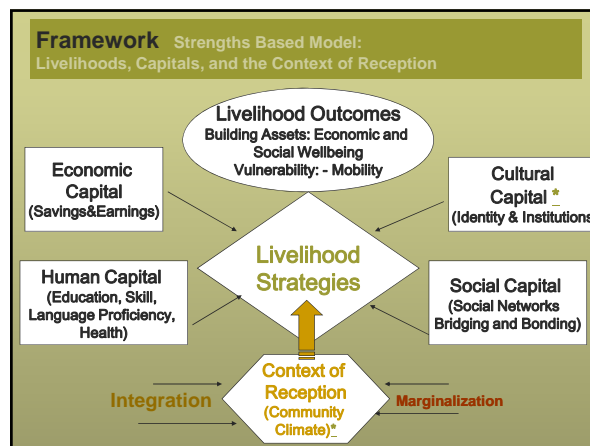 Framework Strengths Based Model:
Livelihoods, Capitals, and the Context of Reception
Livelihood Outcomes
Building Assets: Economic and
Social Wellbeing
Vulnerability: - Mobility
Economic
Capital
(Savings&Earnings)
Cultural
Capital *
(Identity & Institutions
Livelihood
Strategies
Human Capital
(Education, Skill,
Language Proficiency,
Health)
Social Capital
(Social Networks
Bridging and Bonding)
Context of
Reception
(Community
Climate)*
Integration
Marginalization